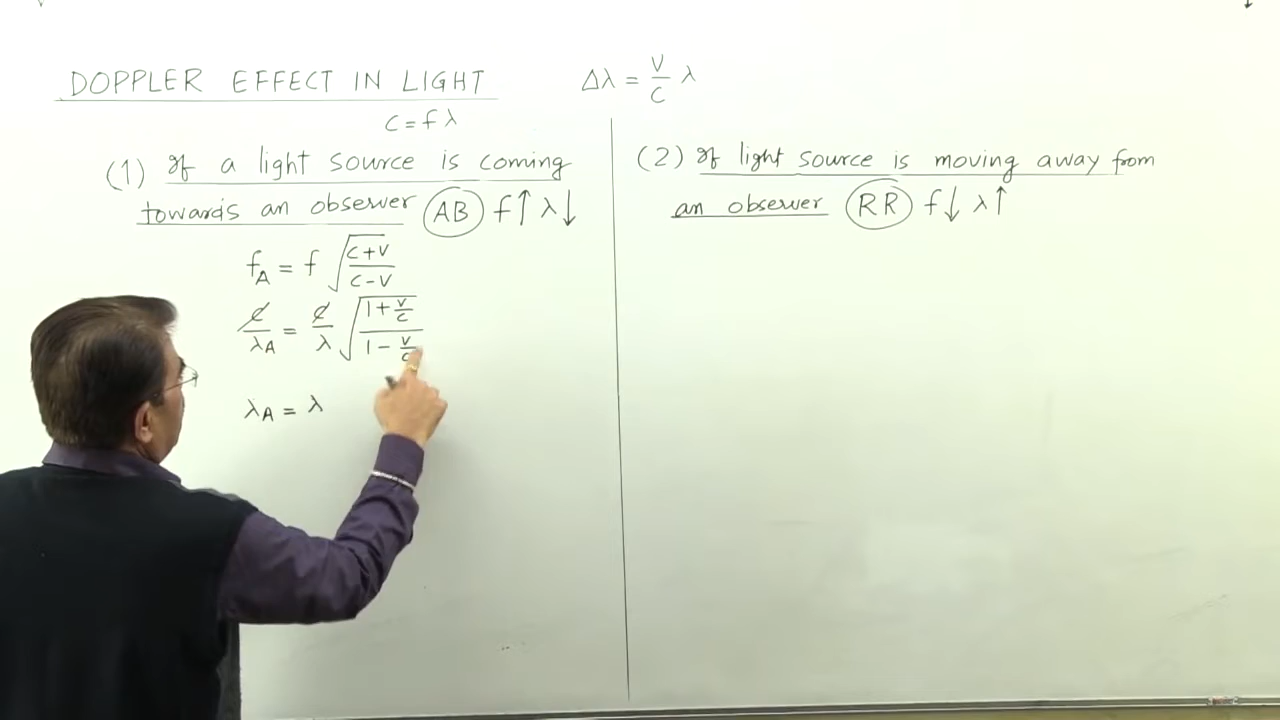 DOPPLER EFFECT IN LIGHT
Δλ = v/c λ
c = f λ
(1) If a light source is coming
towards an observer (AB) f↑ λ↓
f_A = f √((c+v)/(c-v))
c/λ_A = c/λ √((1+v/c)/(1-v/c))
λ_A = λ
(2) If light source is moving away from
an observer (RR) f↓ λ↑